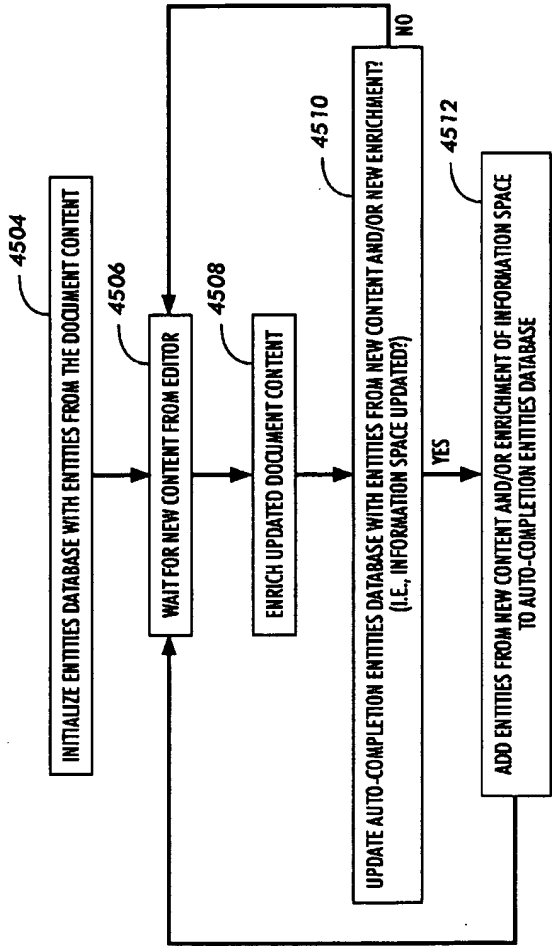 4504
INITIALIZE ENTITIES DATABASE WITH ENTITIES FROM THE DOCUMENT CONTENT
4506
WAIT FOR NEW CONTENT FROM EDITOR
4508
ENRICH UPDATED DOCUMENT CONTENT
4510
UPDATE AUTO-COMPLETION ENTITIES DATABASE WITH ENTITIES FROM NEW CONTENT AND/OR NEW ENRICHMENT?
(I.E., INFORMATION SPACE UPDATED?)
NO
YES
4512
ADD ENTITIES FROM NEW CONTENT AND/OR ENRICHMENT OF INFORMATION SPACE
TO AUTO-COMPLETION ENTITIES DATABASE